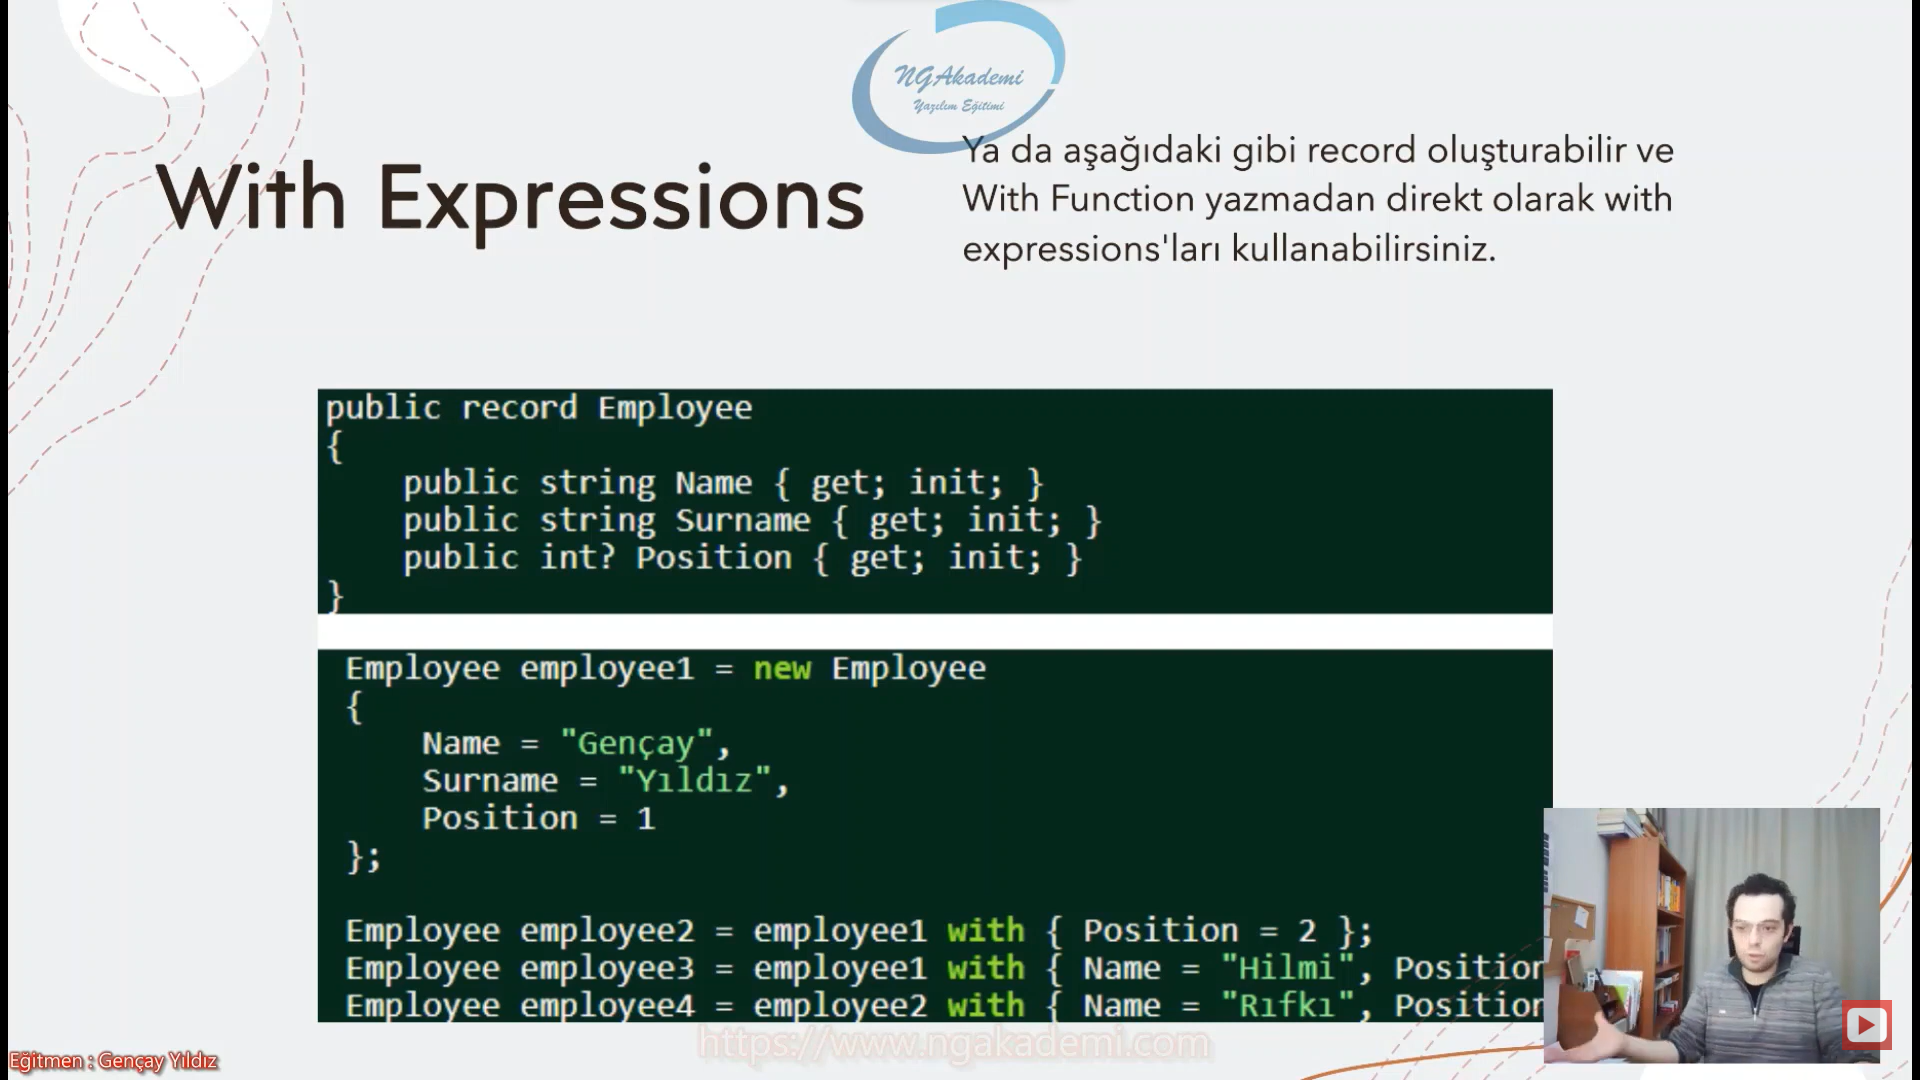 NGAkademi
Yazılım Eğitimi
With Expressions
Ya da aşağıdaki gibi record oluşturabilir ve
With Function yazmadan direkt olarak with
expressions'ları kullanabilirsiniz.
public record Employee
{
    public string Name { get; init; }
    public string Surname { get; init; }
    public int? Position { get; init; }
}
Employee employee1 = new Employee
{
    Name = "Gençay",
    Surname = "Yıldız",
    Position = 1
};
Employee employee2 = employee1 with { Position = 2 };
Employee employee3 = employee1 with { Name = "Hilmi", Position
Employee employee4 = employee2 with { Name = "Rıfkı", Position
https://www.ngakademi.com
Eğitmen : Gençay Yıldız